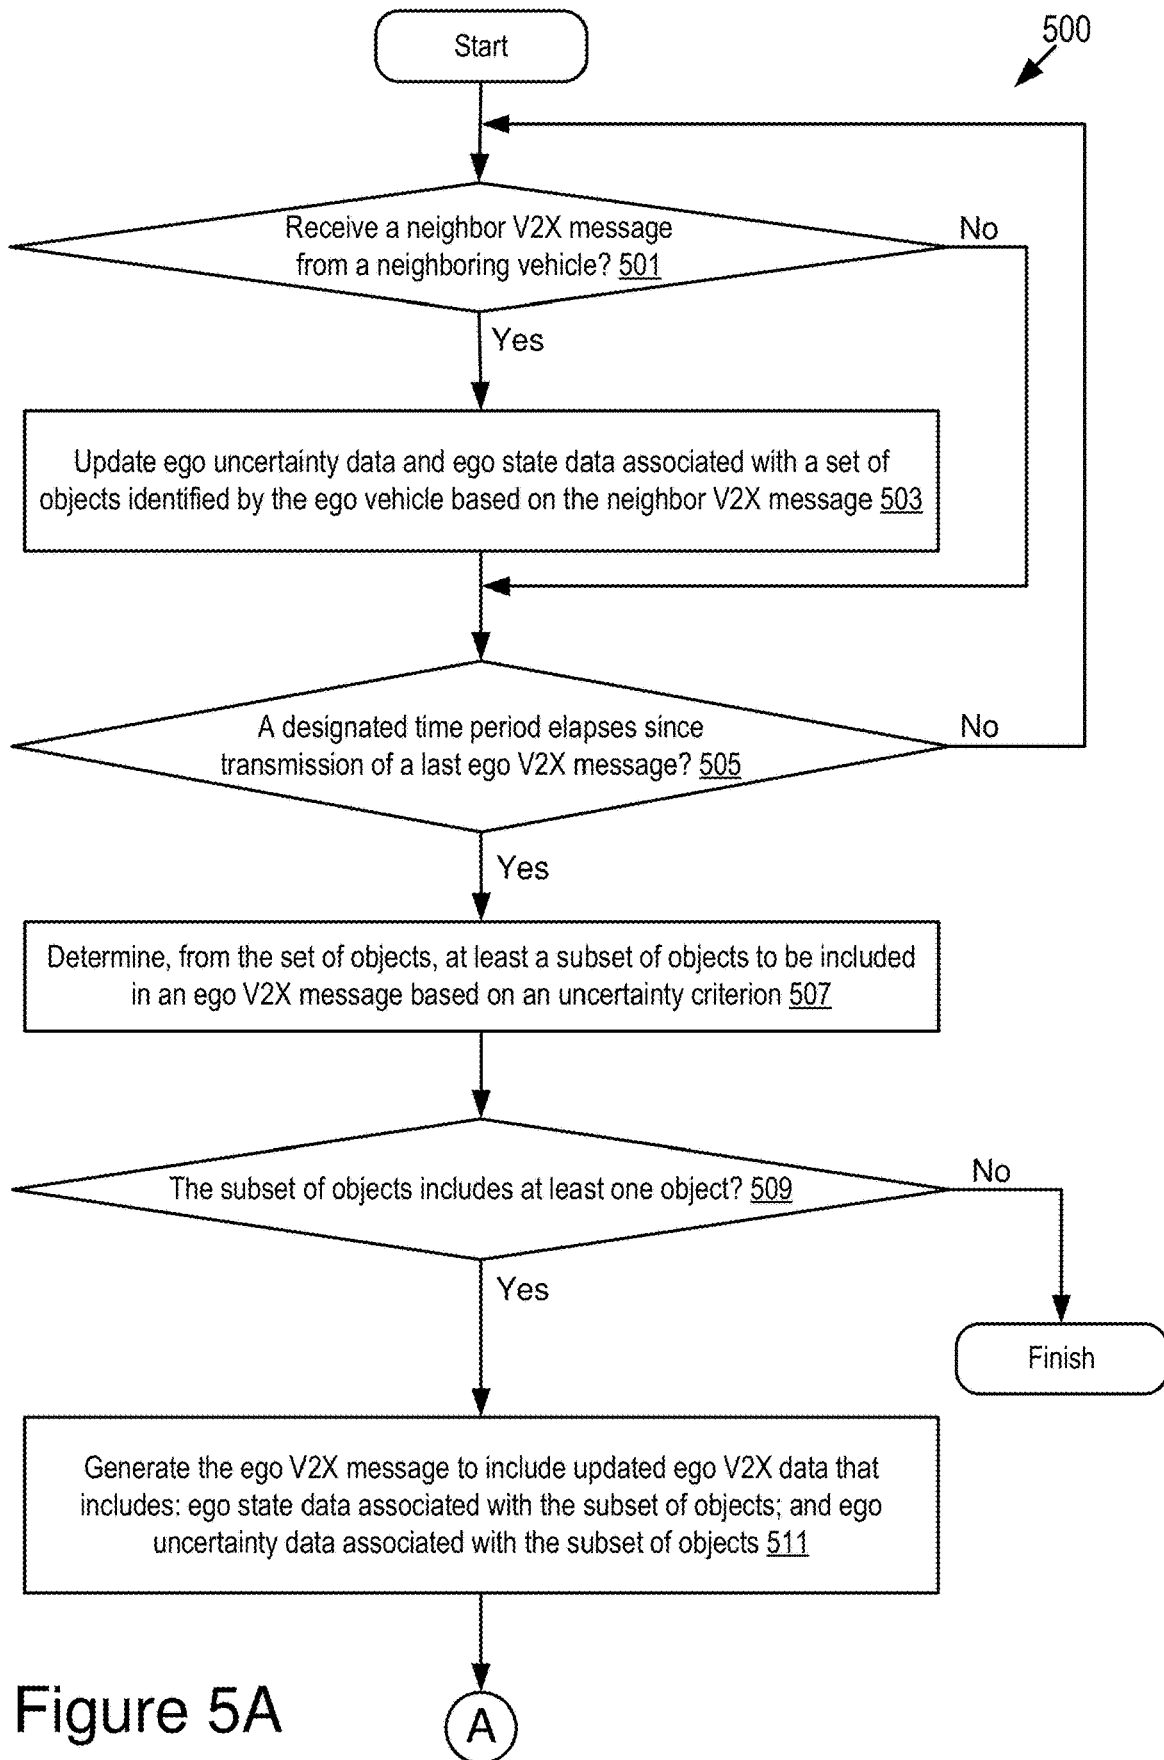 Start
500
Receive a neighbor V2X message
from a neighboring vehicle? 501
No
Yes
Update ego uncertainty data and ego state data associated with a set of
objects identified by the ego vehicle based on the neighbor V2X message 503
A designated time period elapses since
transmission of a last ego V2X message? 505
No
Yes
Determine, from the set of objects, at least a subset of objects to be included
in an ego V2X message based on an uncertainty criterion 507
The subset of objects includes at least one object? 509
No
Yes
Finish
Generate the ego V2X message to include updated ego V2X data that
includes: ego state data associated with the subset of objects; and ego
uncertainty data associated with the subset of objects 511
Figure 5A
A